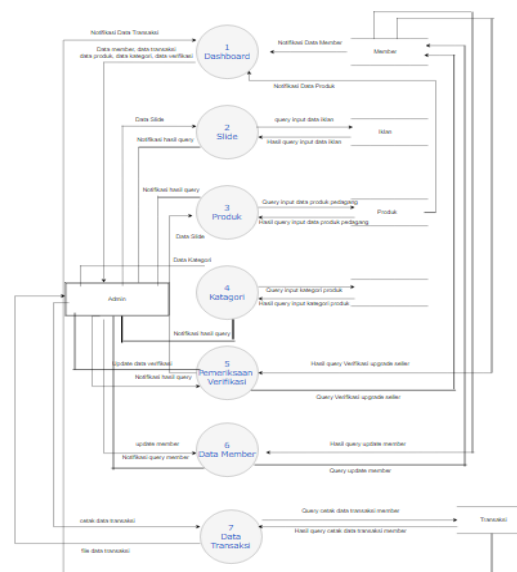 Notifikasi Data Transaksi
Data member, data transaksi
data produk, data kategori, data verifikasi
1
Dashboard
Notifikasi Data Member
Member
Notifikasi Data Produk
Data Slide
2
Slide
query input data iklan
Iklan
Notifikasi hasil query
Hasil query input data iklan
Notifikasi hasil query
3
Produk
Query input data produk pedagang
Produk
Hasil query input data produk pedagang
Data Slide
Data Kategori
4
Katagori
Query input kategori produk
Admin
Hasil query input kategori produk
Notifikasi hasil query
Update data verifikasi
5
Pemeriksaan
Verifikasi
Hasil query Verifikasi upgrade seller
Notifikasi hasil query
Query Verifikasi upgrade seller
update member
6
Data Member
Hasil query update member
Notifikasi query member
Query update member
cetak data transaksi
7
Data
Transaksi
Query cetak data transaksi member
Transaksi
Hasil query cetak data transaksi member
file data transaksi